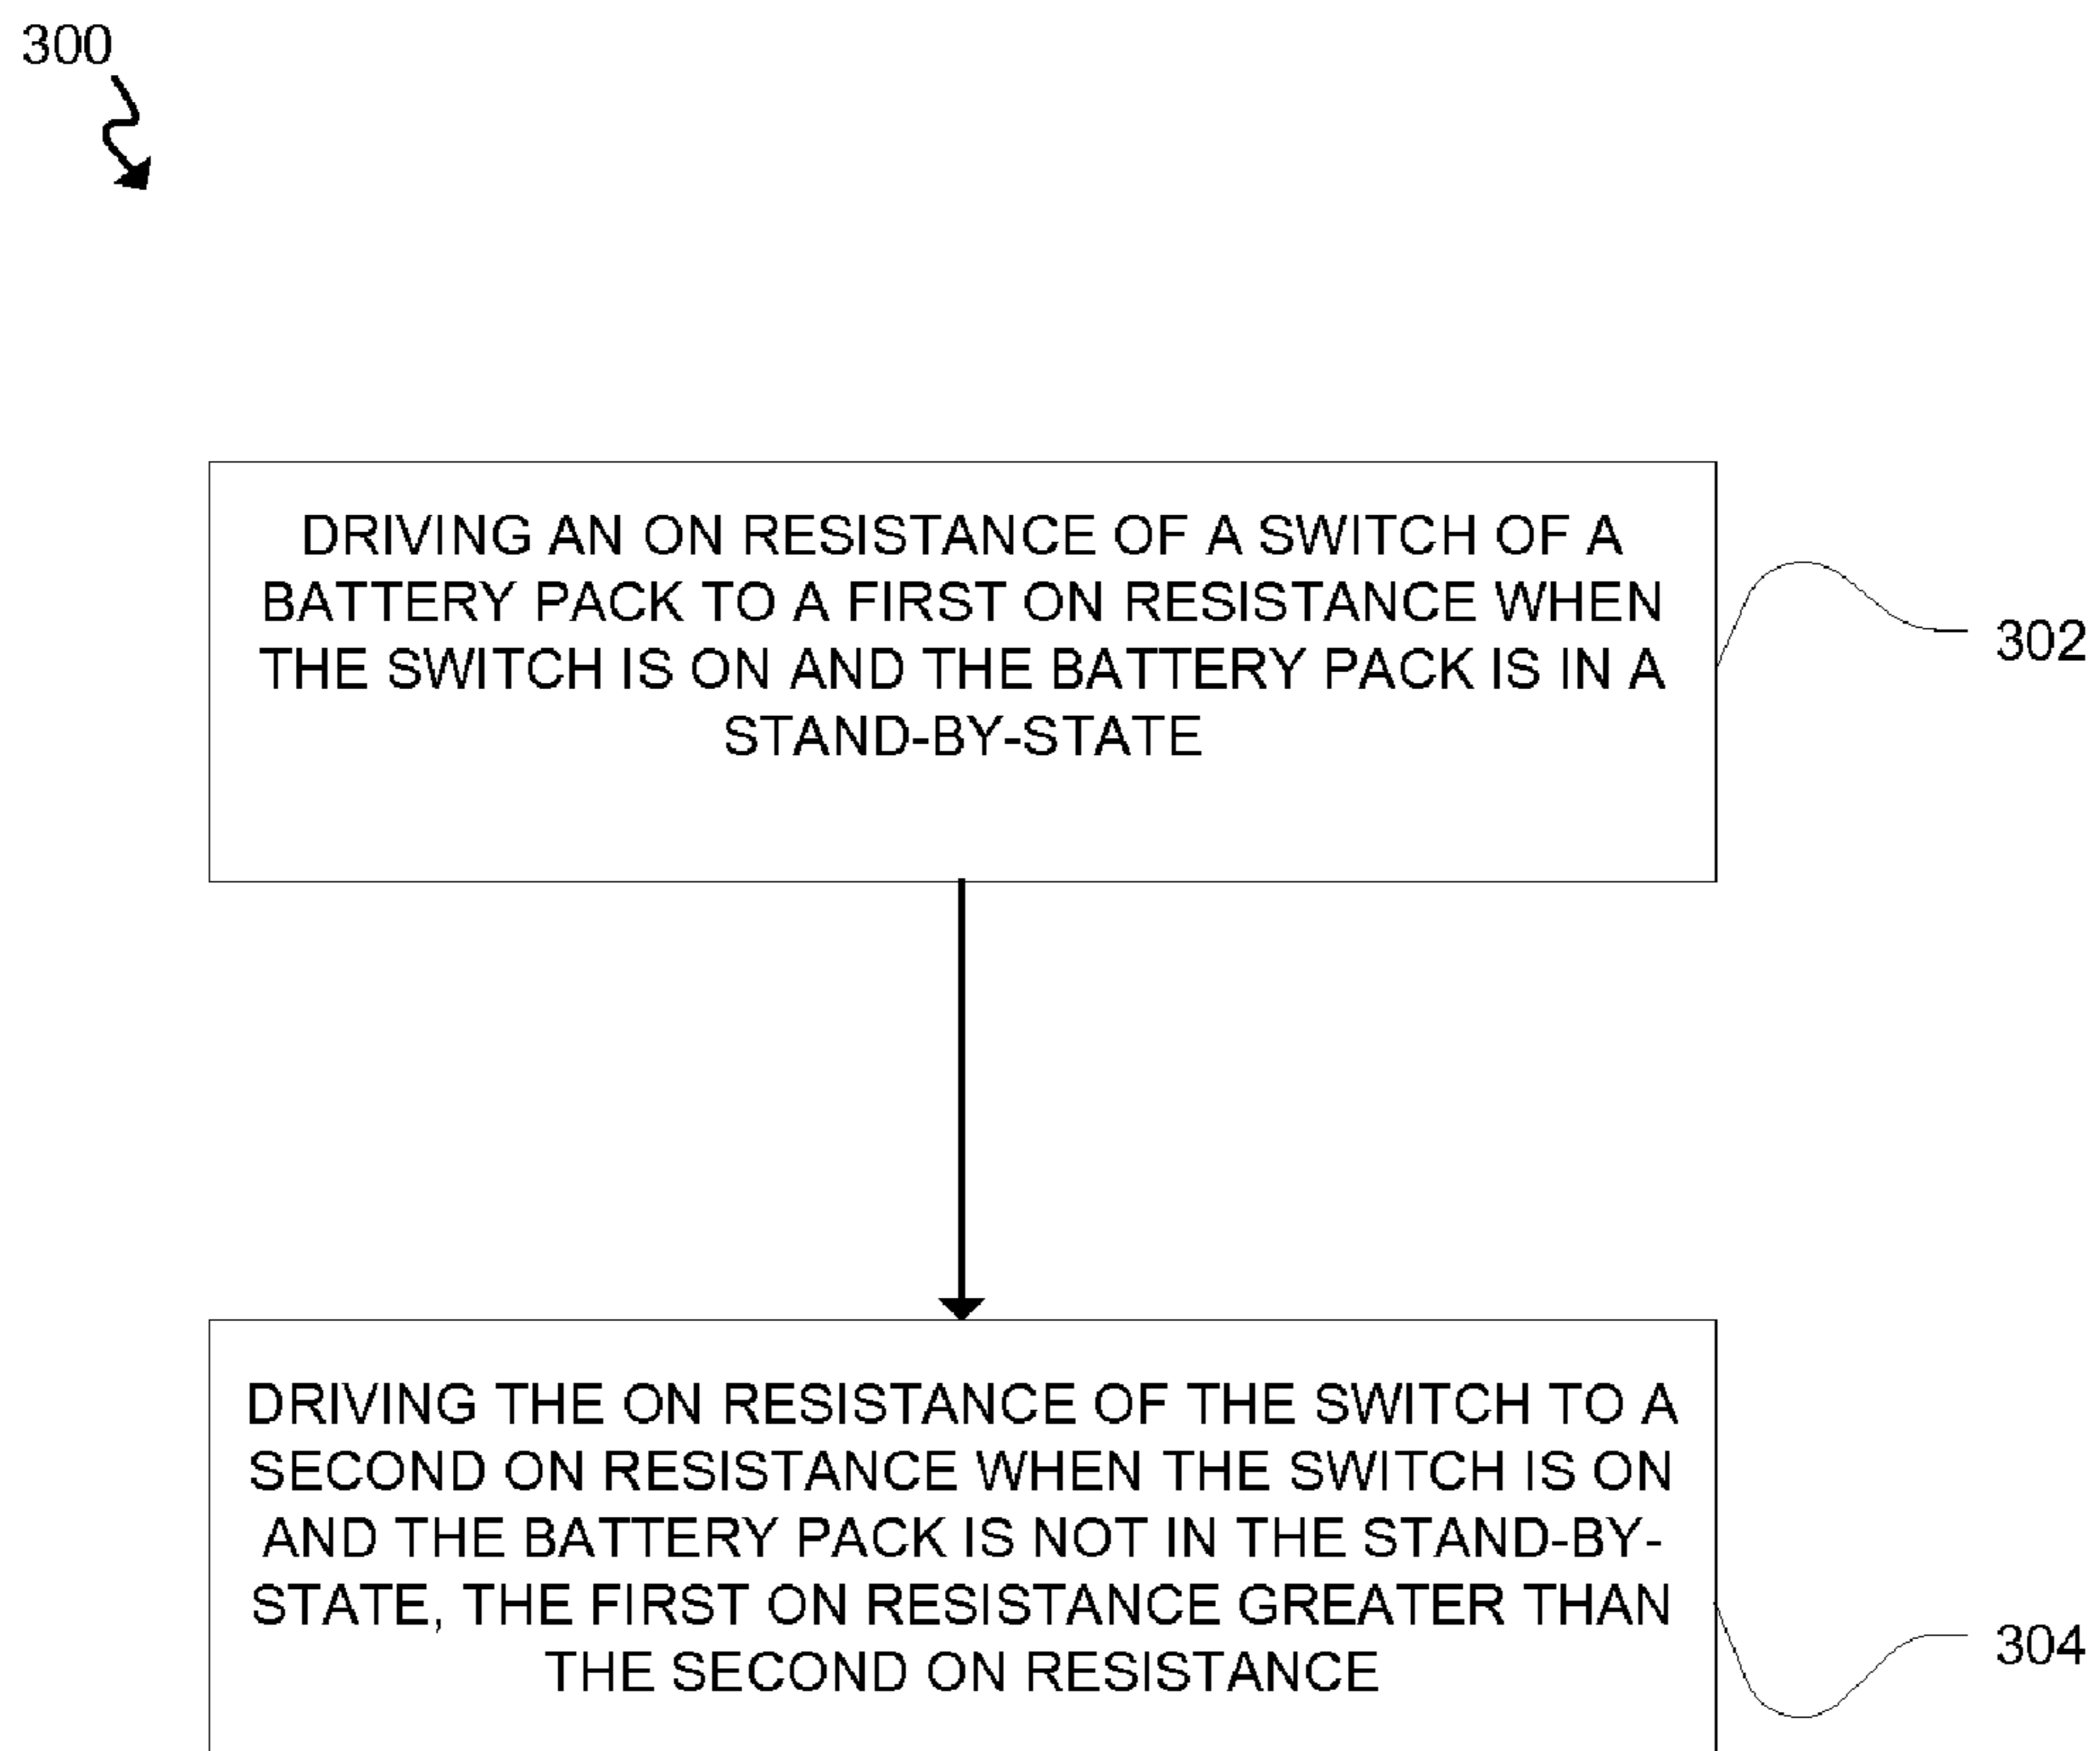 300
DRIVING AN ON RESISTANCE OF A SWITCH OF A
BATTERY PACK TO A FIRST ON RESISTANCE WHEN
THE SWITCH IS ON AND THE BATTERY PACK IS IN A
STAND-BY-STATE
302
DRIVING THE ON RESISTANCE OF THE SWITCH TO A
SECOND ON RESISTANCE WHEN THE SWITCH IS ON
AND THE BATTERY PACK IS NOT IN THE STAND-BY-
STATE, THE FIRST ON RESISTANCE GREATER THAN
THE SECOND ON RESISTANCE
304